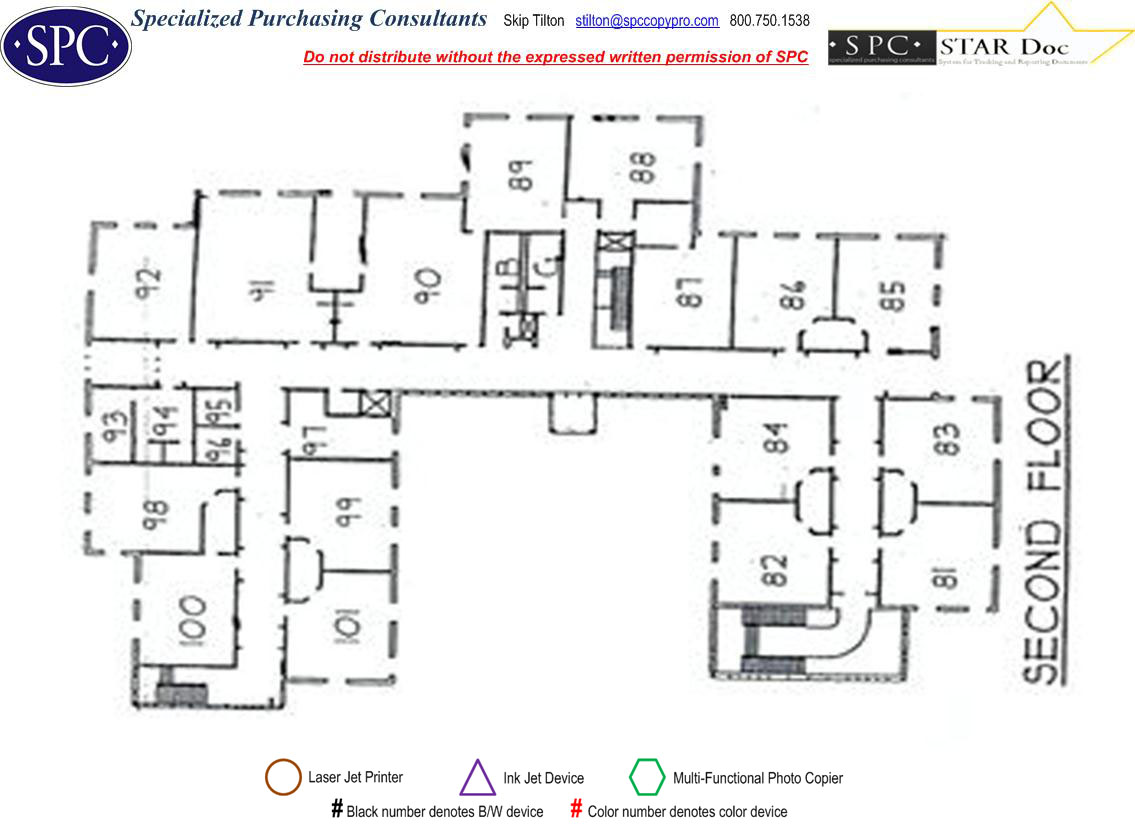 Specialized Purchasing Consultants Skip Tilton stilton@spccopypro.com 800.750.1538
·SPC·
Do not distribute without the expressed written permission of SPC
·SPC· STAR Doc
specialized purchasing consultants System for Tracking and Reporting Documents
89
88
92
91
90
B
G
87
86
85
93
94
95
96
97
84
83
98
99
82
81
100
101
SECOND FLOOR
Laser Jet Printer Ink Jet Device Multi-Functional Photo Copier
# Black number denotes B/W device # Color number denotes color device